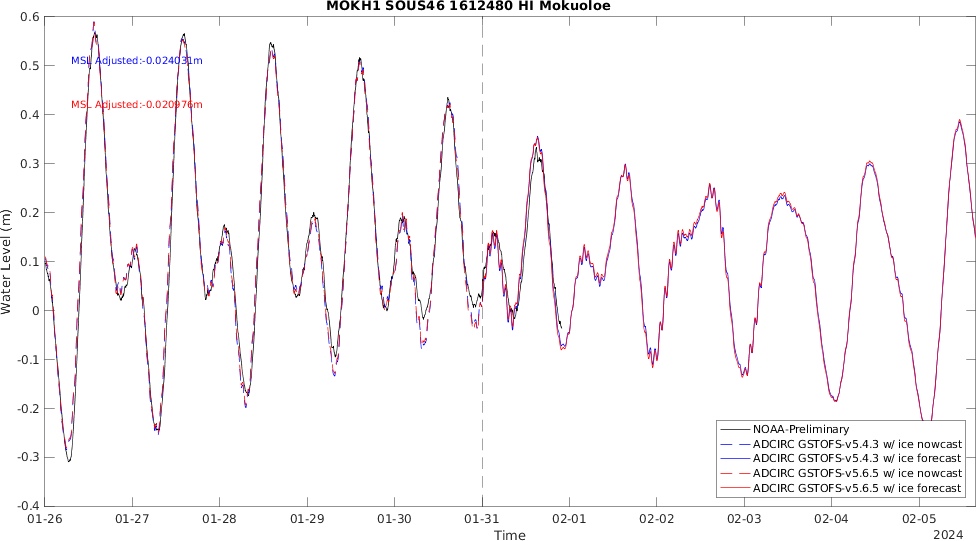 MOKH1 SOUS46 1612480 HI Mokuoloe
0.6
0.5
0.4
0.3
0.2
0.1
0
-0.1
-0.2
-0.3
-0.4
Water Level (m)
MSL Adjusted:-0.024031m
MSL Adjusted:-0.020976m
NOAA-Preliminary
ADCIRC GSTOFS-v5.4.3 w/ ice nowcast
ADCIRC GSTOFS-v5.4.3 w/ ice forecast
ADCIRC GSTOFS-v5.6.5 w/ ice nowcast
ADCIRC GSTOFS-v5.6.5 w/ ice forecast
01-26 01-27 01-28 01-29 01-30 01-31 02-01 02-02 02-03 02-04 02-05
Time
2024